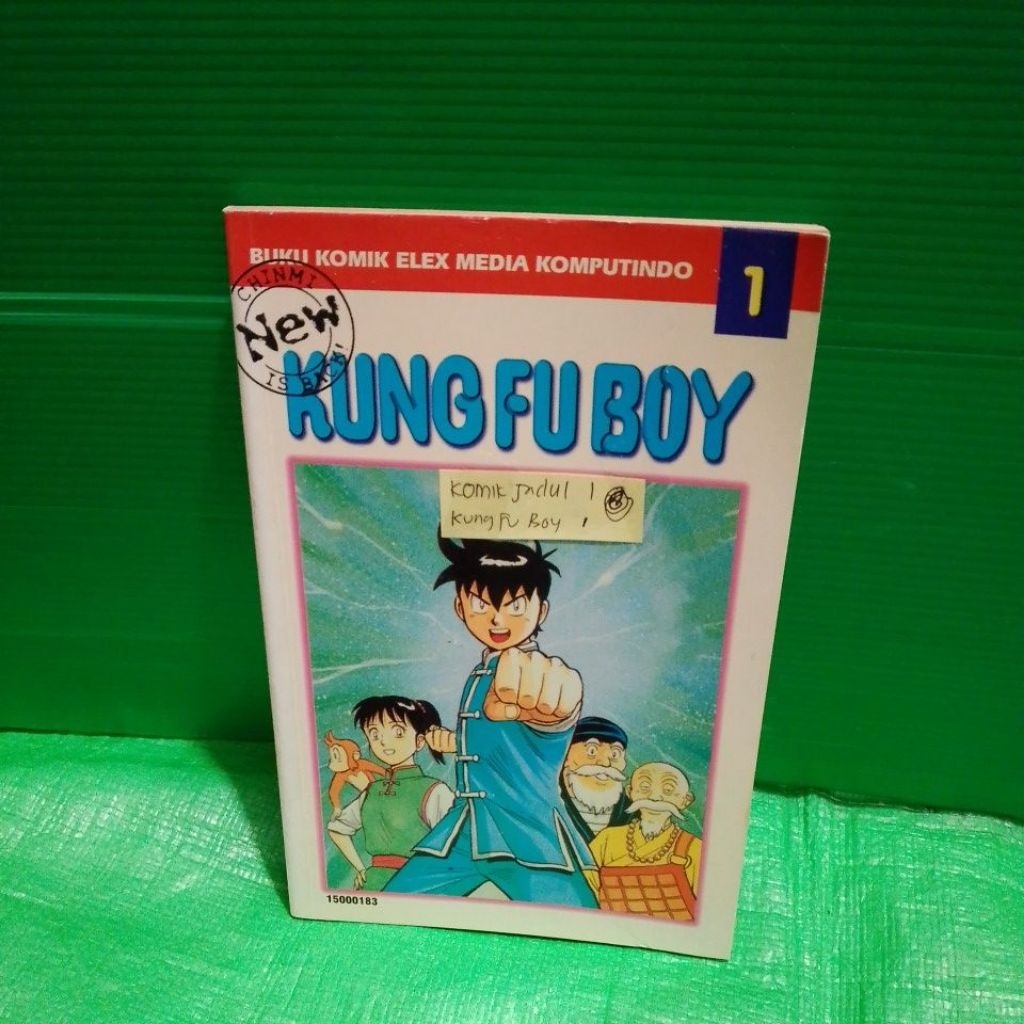 BUKU KOMIK ELEX MEDIA KOMPUTINDO
1
CHINMI
New
IS BACK!
KUNG FU BOY
Komik Jadul 1
Kung Fu Boy 1
15000183